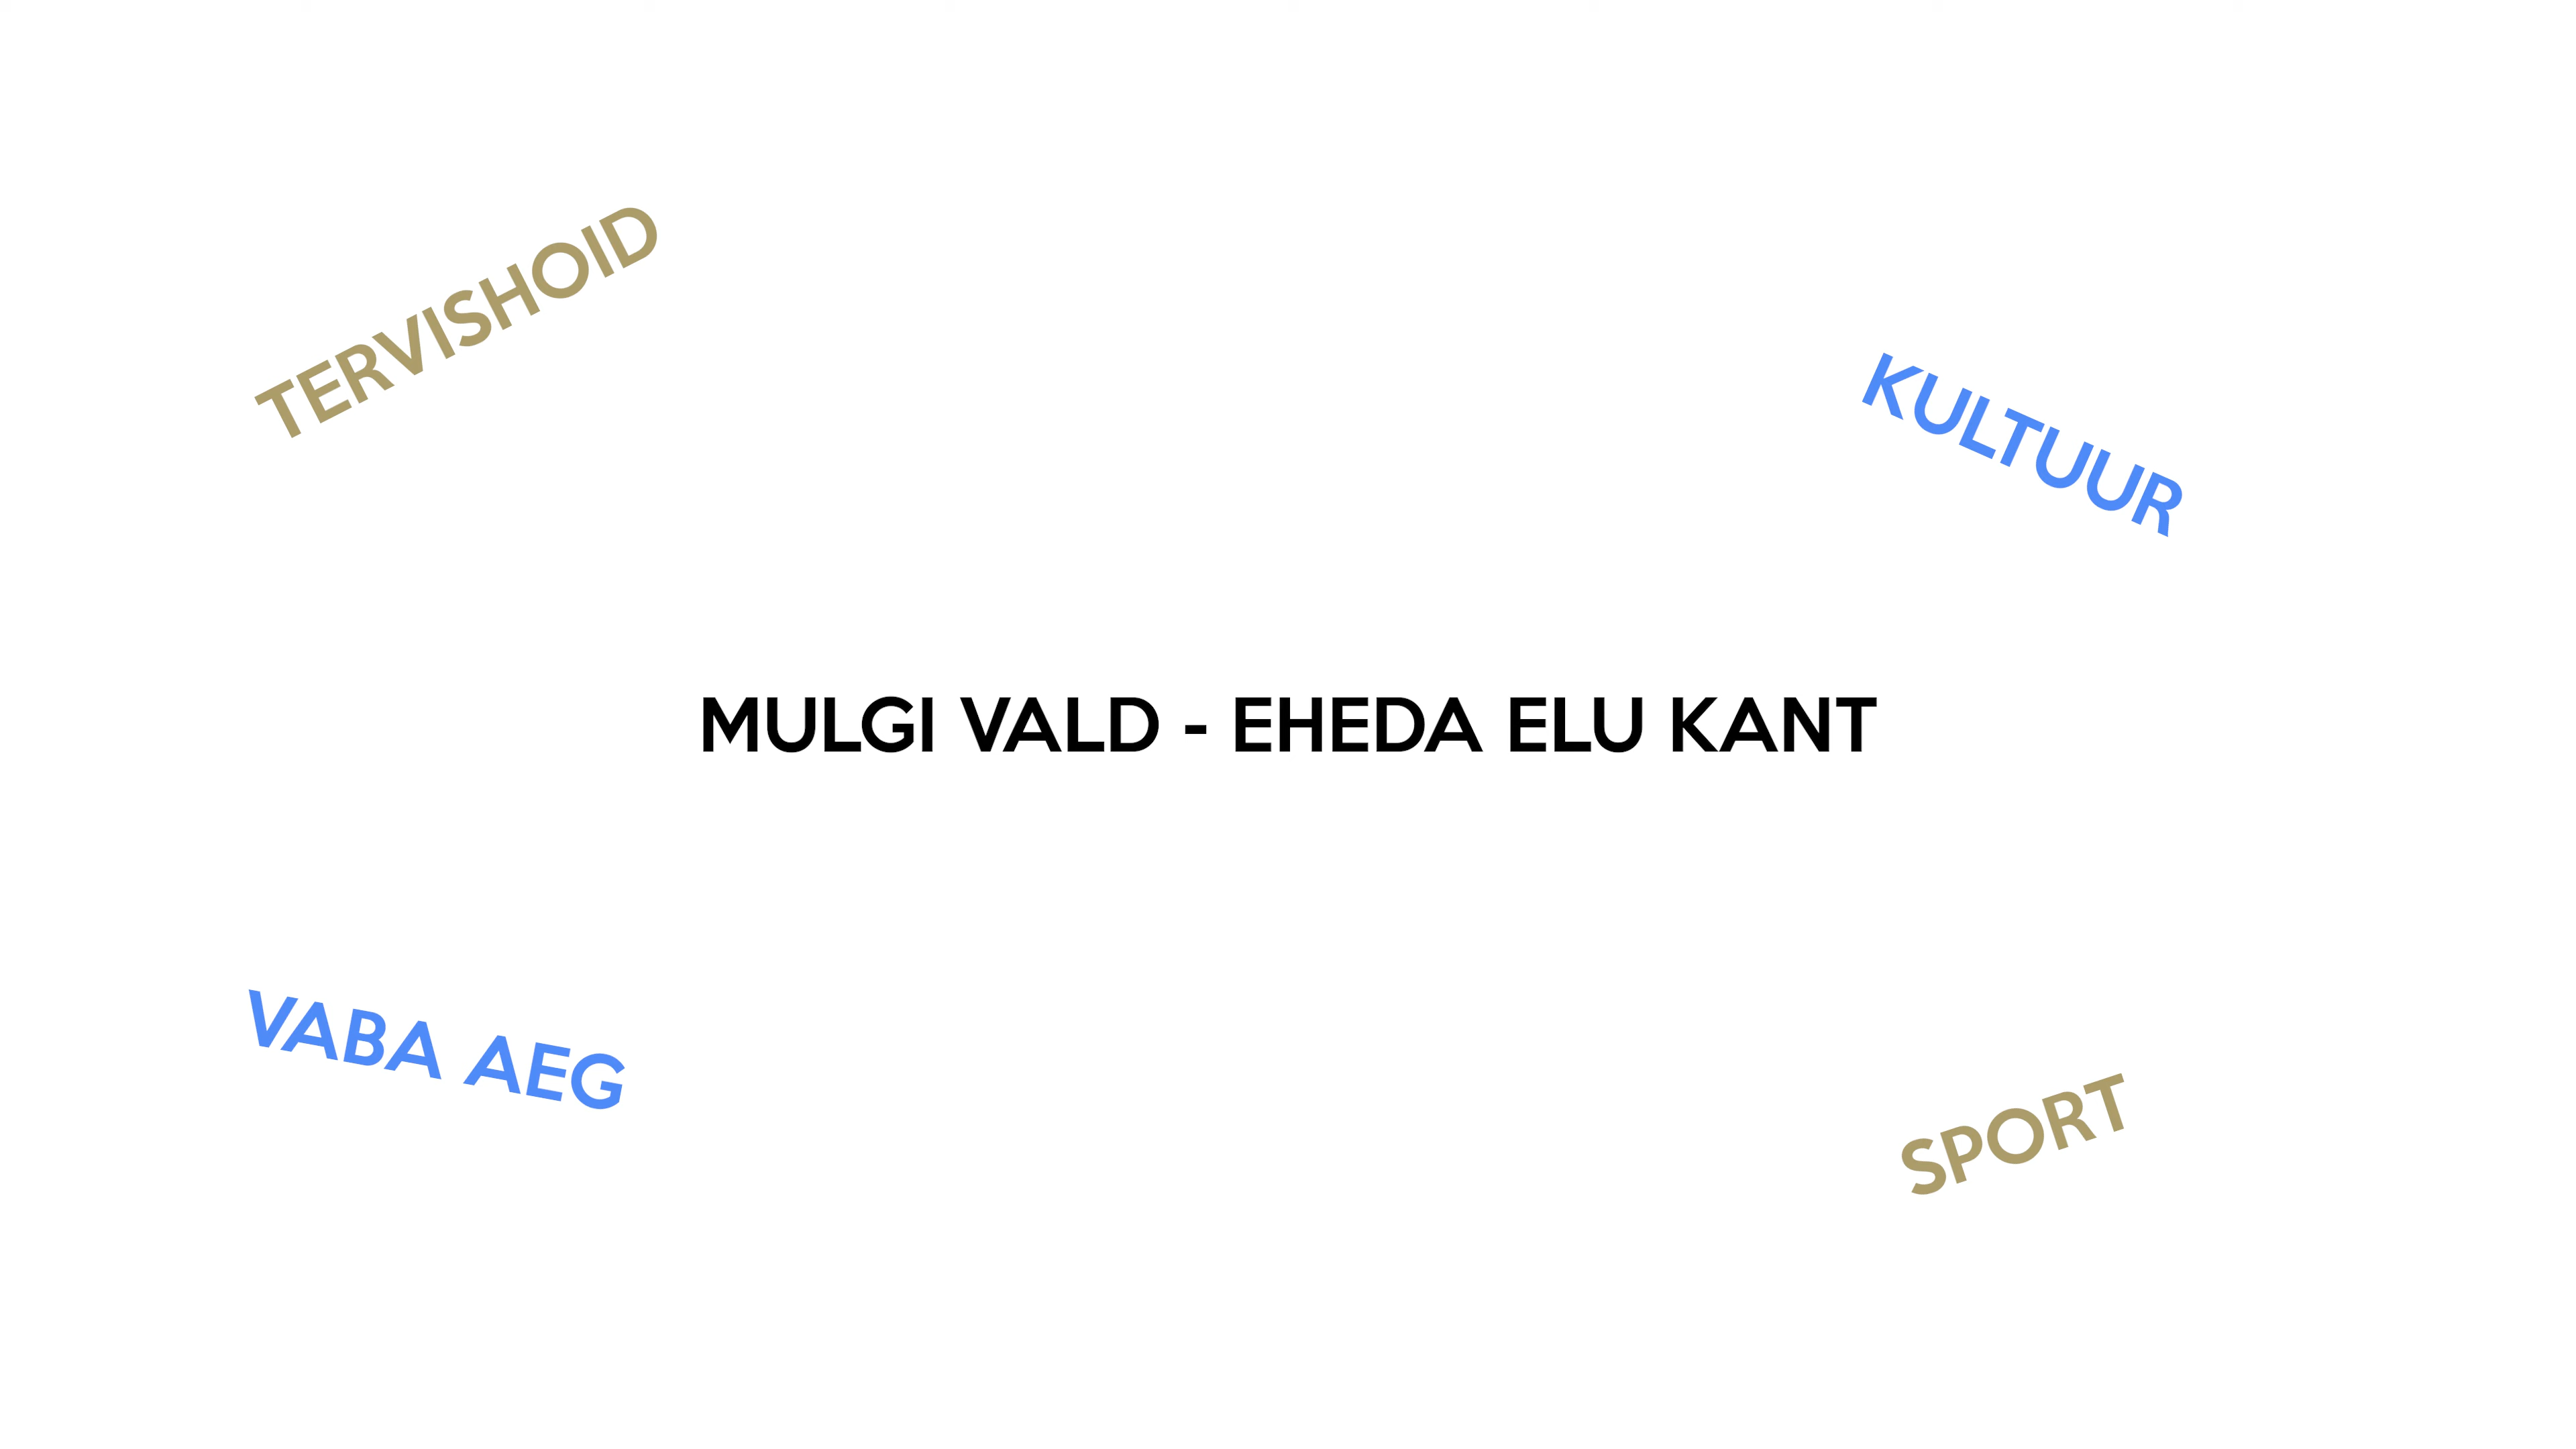 TERVISHOID
KULTUUR
MULGI VALD - EHEDA ELU KANT
VABA AEG
SPORT